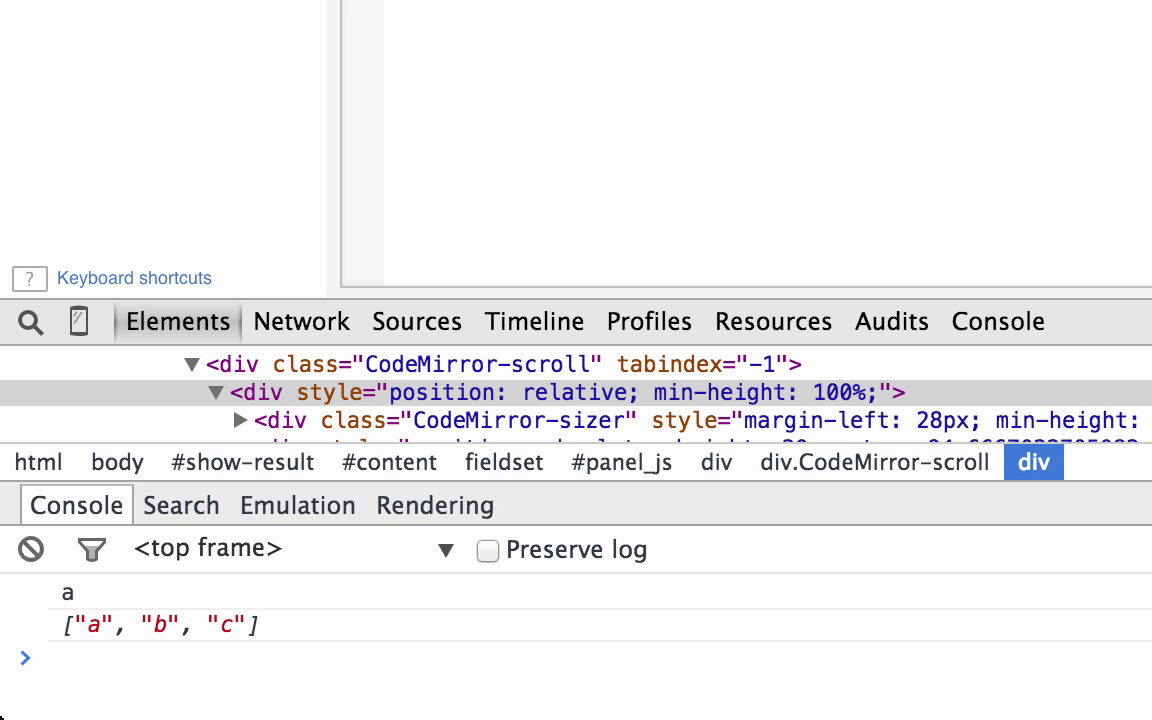 ? Keyboard shortcuts
Elements Network Sources Timeline Profiles Resources Audits Console
<div class="CodeMirror-scroll" tabindex="-1">
<div style="position: relative; min-height: 100%;">
<div class="CodeMirror-sizer" style="margin-left: 28px; min-height:
html body #show-result #content fieldset #panel_js div div.CodeMirror-scroll div
Console Search Emulation Rendering
<top frame> Preserve log
a
["a", "b", "c"]